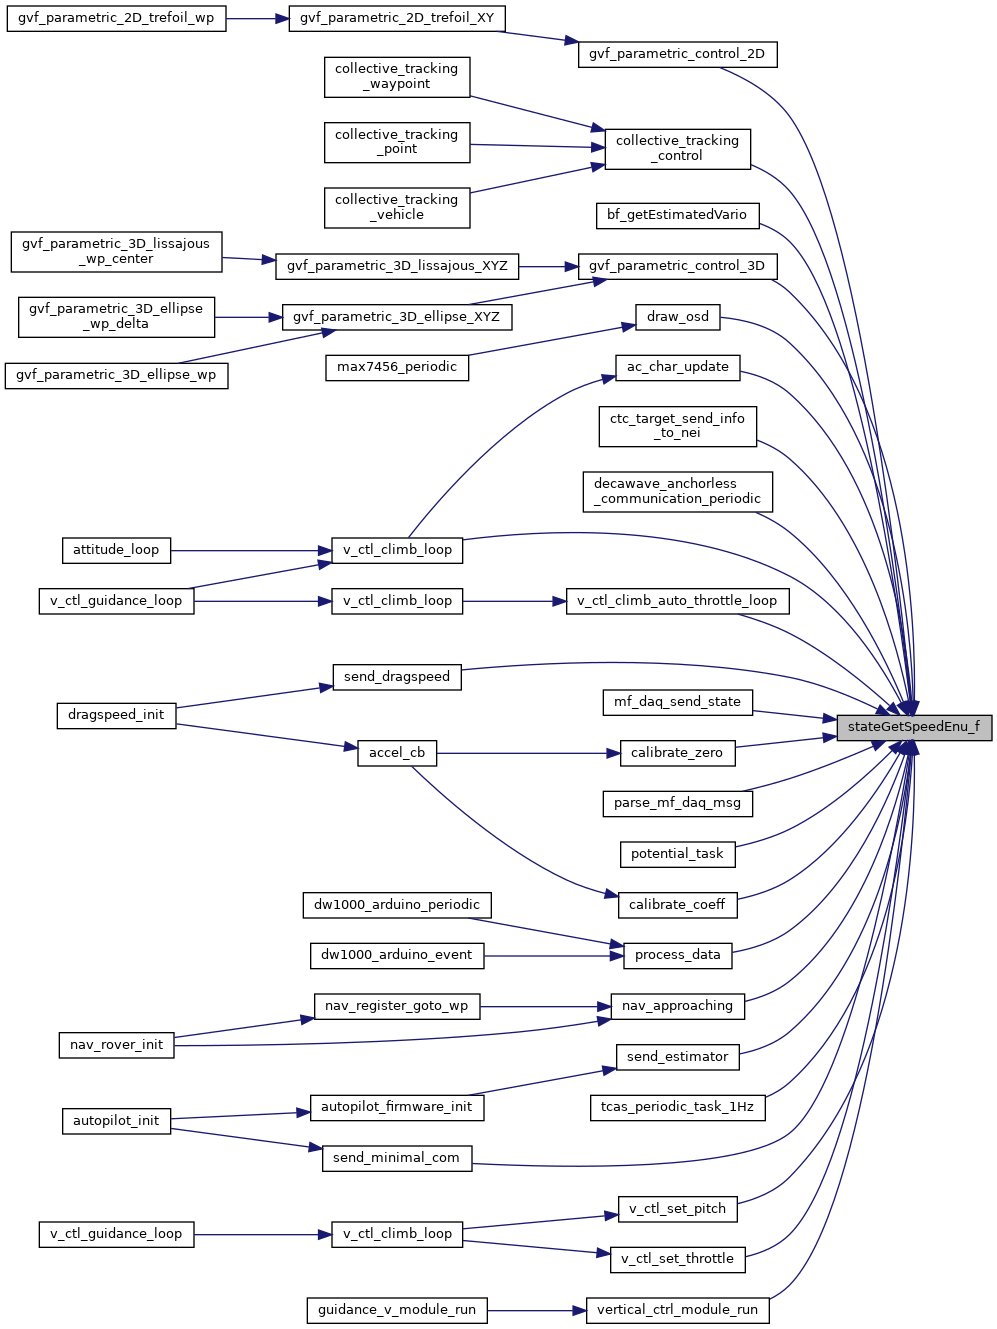 gvf_parametric_2D_trefoil_wp
gvf_parametric_2D_trefoil_XY
gvf_parametric_control_2D
collective_tracking
_waypoint
collective_tracking
_point
collective_tracking
_control
collective_tracking
_vehicle
bf_getEstimatedVario
gvf_parametric_3D_lissajous
_wp_center
gvf_parametric_3D_lissajous_XYZ
gvf_parametric_control_3D
gvf_parametric_3D_ellipse
_wp_delta
gvf_parametric_3D_ellipse_XYZ
draw_osd
gvf_parametric_3D_ellipse_wp
max7456_periodic
ac_char_update
ctc_target_send_info
_to_nei
decawave_anchorless
_communication_periodic
attitude_loop
v_ctl_climb_loop
v_ctl_guidance_loop
v_ctl_climb_loop
v_ctl_climb_auto_throttle_loop
send_dragspeed
mf_daq_send_state
dragspeed_init
stateGetSpeedEnu_f
accel_cb
calibrate_zero
parse_mf_daq_msg
potential_task
calibrate_coeff
dw1000_arduino_periodic
dw1000_arduino_event
process_data
nav_register_goto_wp
nav_approaching
nav_rover_init
send_estimator
autopilot_firmware_init
tcas_periodic_task_1Hz
autopilot_init
send_minimal_com
v_ctl_set_pitch
v_ctl_guidance_loop
v_ctl_climb_loop
v_ctl_set_throttle
guidance_v_module_run
vertical_ctrl_module_run